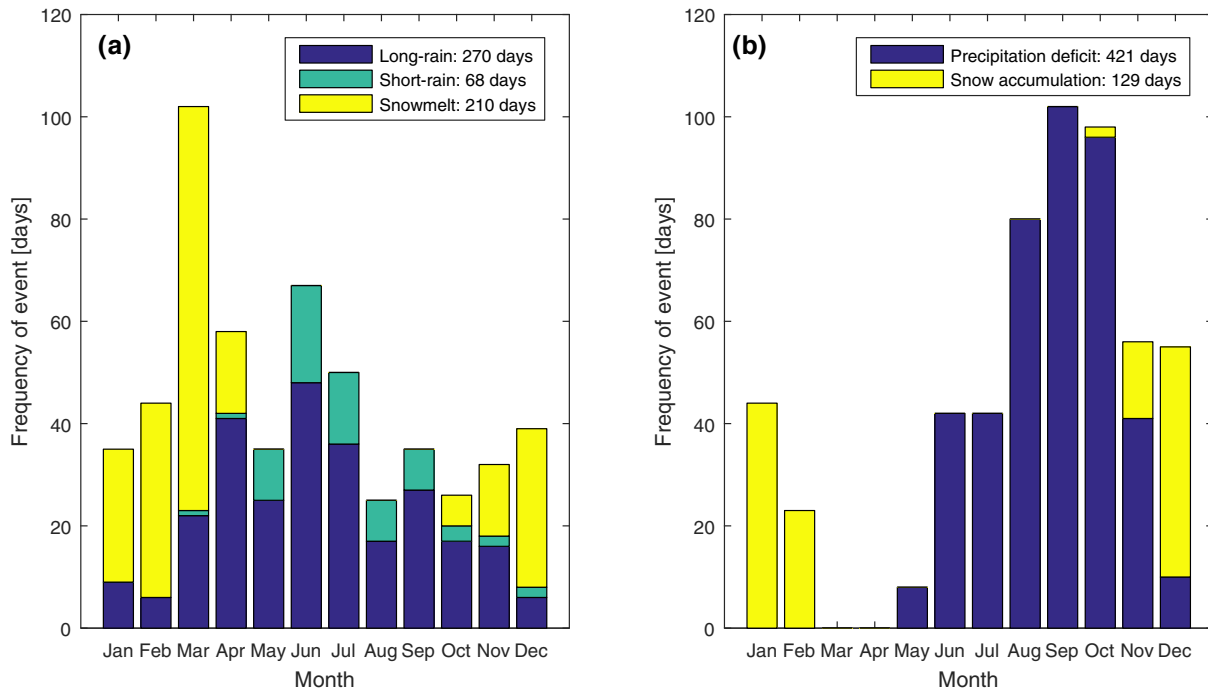 (a)
Long-rain: 270 days
Short-rain: 68 days
Snowmelt: 210 days
120
100
80
60
40
20
0
Frequency of event [days]
Jan Feb Mar Apr May Jun Jul Aug Sep Oct Nov Dec
Month
(b)
Precipitation deficit: 421 days
Snow accumulation: 129 days
120
100
80
60
40
20
0
Frequency of event [days]
Jan Feb Mar Apr May Jun Jul Aug Sep Oct Nov Dec
Month